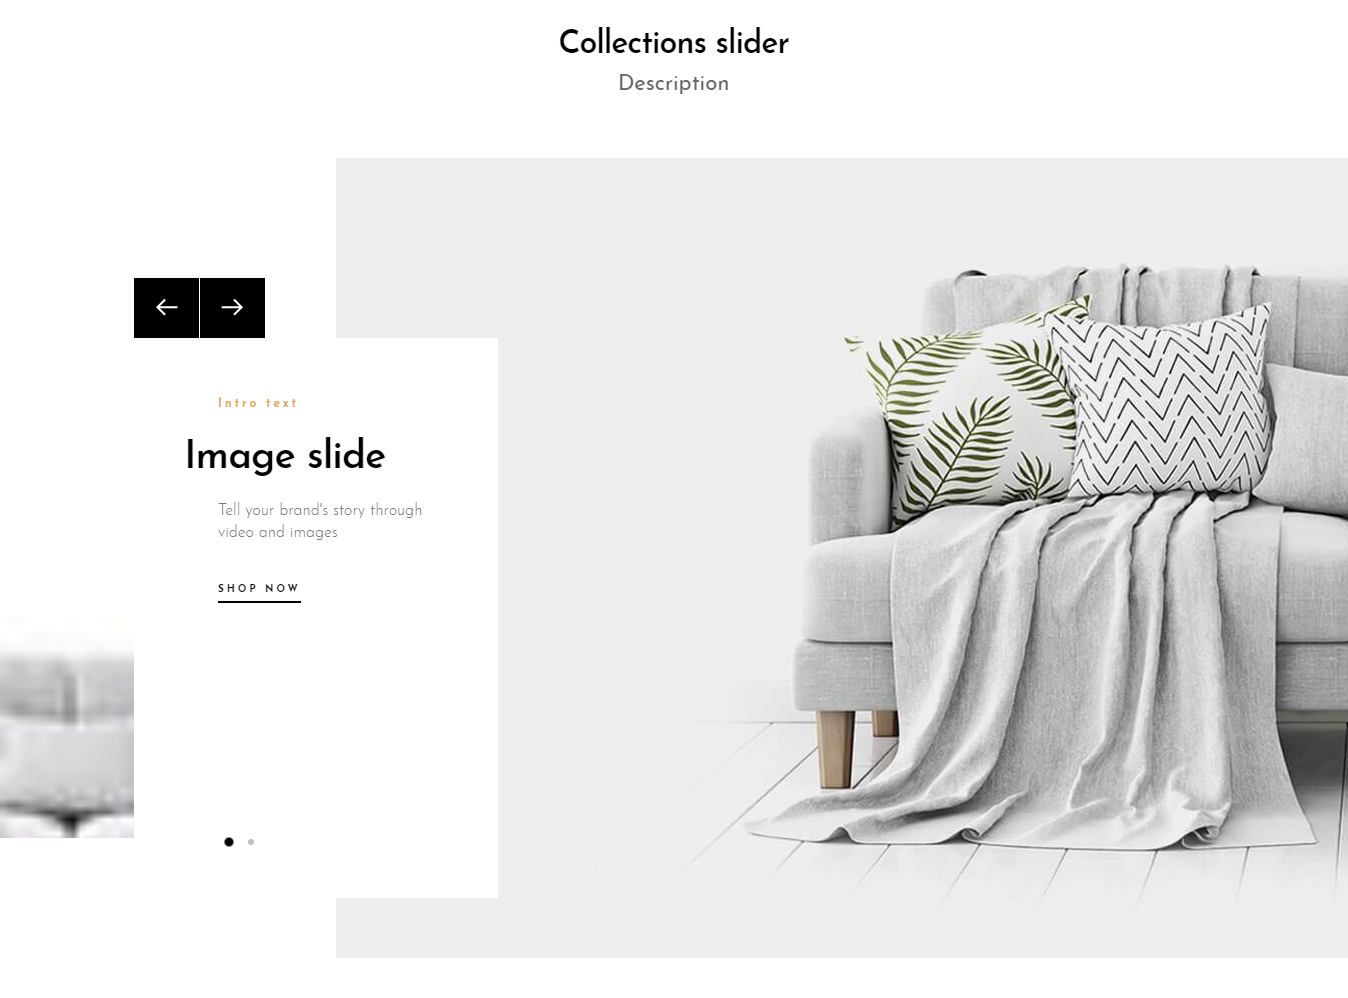 Collections slider
Description
Intro text
Image slide
Tell your brand's story through
video and images
SHOP NOW